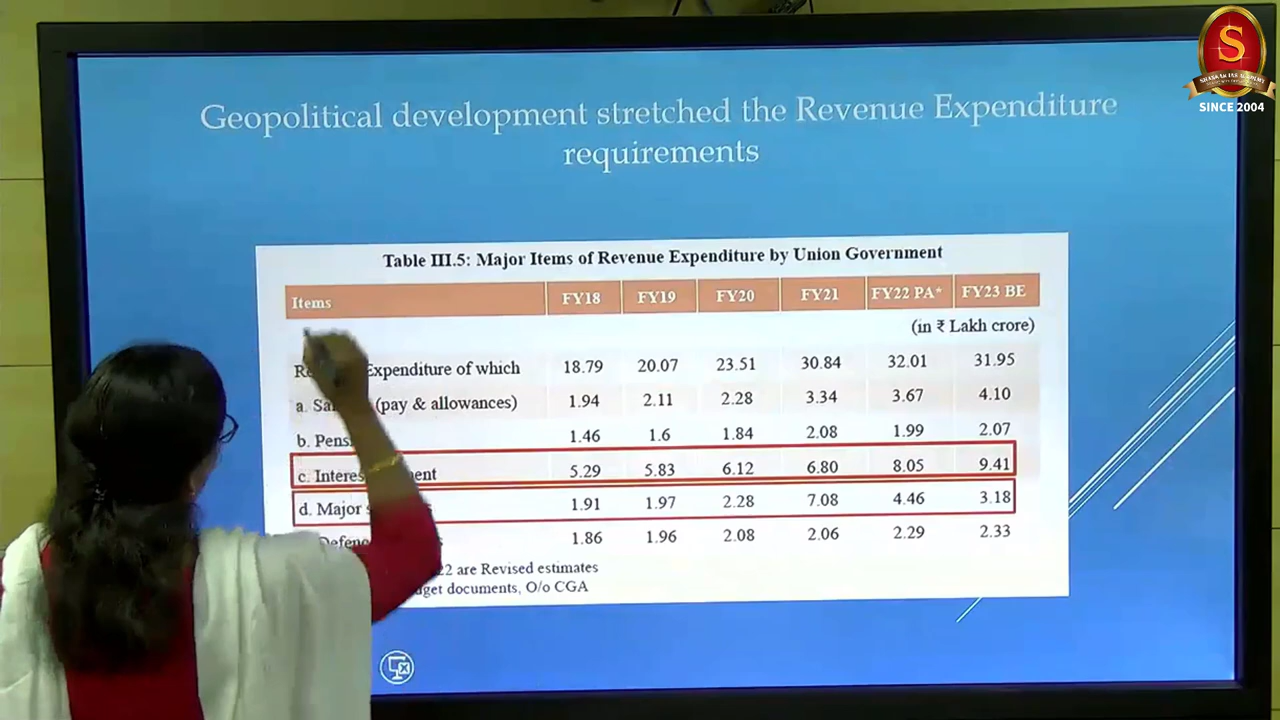 S
SHANKAR IAS ACADEMY
SINCE 2004
Geopolitical development stretched the Revenue Expenditure
requirements
Table III.5: Major Items of Revenue Expenditure by Union Government
Items FY18 FY19 FY20 FY21 FY22 PA* FY23 BE
(in ₹ Lakh crore)
Expenditure of which 18.79 20.07 23.51 30.84 32.01 31.95
a. (pay & allowances) 1.94 2.11 2.28 3.34 3.67 4.10
b. 1.46 1.6 1.84 2.08 1.99 2.07
c. 5.29 5.83 6.12 6.80 8.05 9.41
d. Major 1.91 1.97 2.28 7.08 4.46 3.18
1.86 1.96 2.08 2.06 2.29 2.33
22 are Revised estimates
documents, O/o CGA